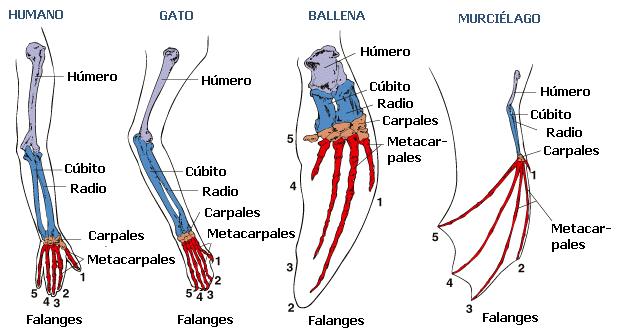 HUMANO
Húmero
Cúbito
Radio
Carpales
Metacarpales
1
2
3
4
5
Falanges
GATO
Húmero
Cúbito
Radio
Carpales
Metacarpales
1
2
3
4
5
Falanges
BALLENA
Húmero
Cúbito
Radio
Carpales
Metacar-
pales
5
4
1
3
2
Falanges
MURCIÉLAGO
Húmero
Cúbito
Radio
Carpales
1
Metacar-
pales
5
4
2
3
Falanges